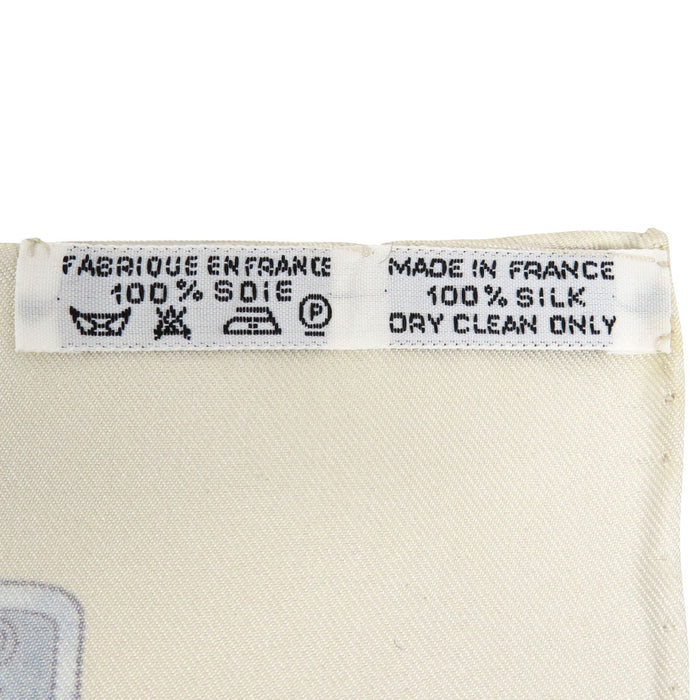 FABRIQUE EN FRANCE
100% SOIE
P
MADE IN FRANCE
100% SILK
DRY CLEAN ONLY